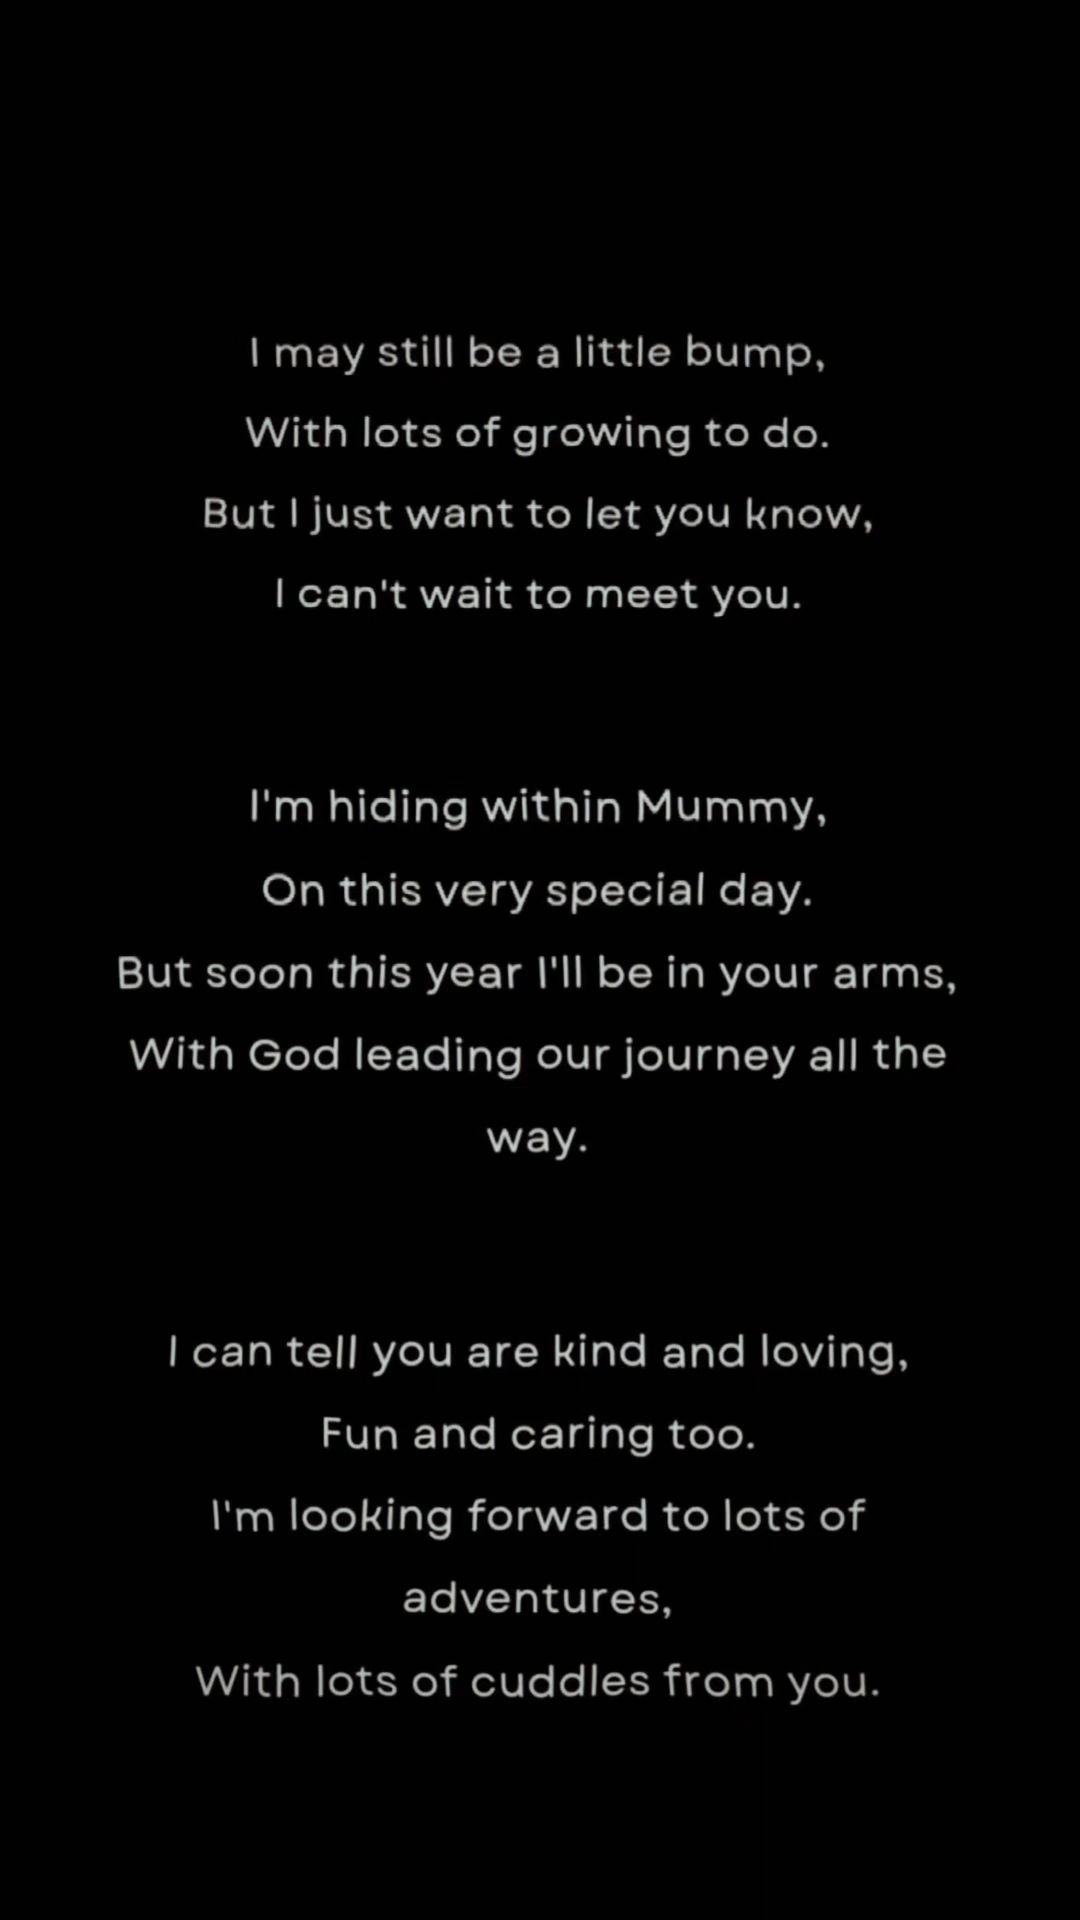 I may still be a little bump,
With lots of growing to do.
But I just want to let you know,
I can't wait to meet you.
I'm hiding within Mummy,
On this very special day.
But soon this year I'll be in your arms,
With God leading our journey all the
way.
I can tell you are kind and loving,
Fun and caring too.
I'm looking forward to lots of
adventures,
With lots of cuddles from you.